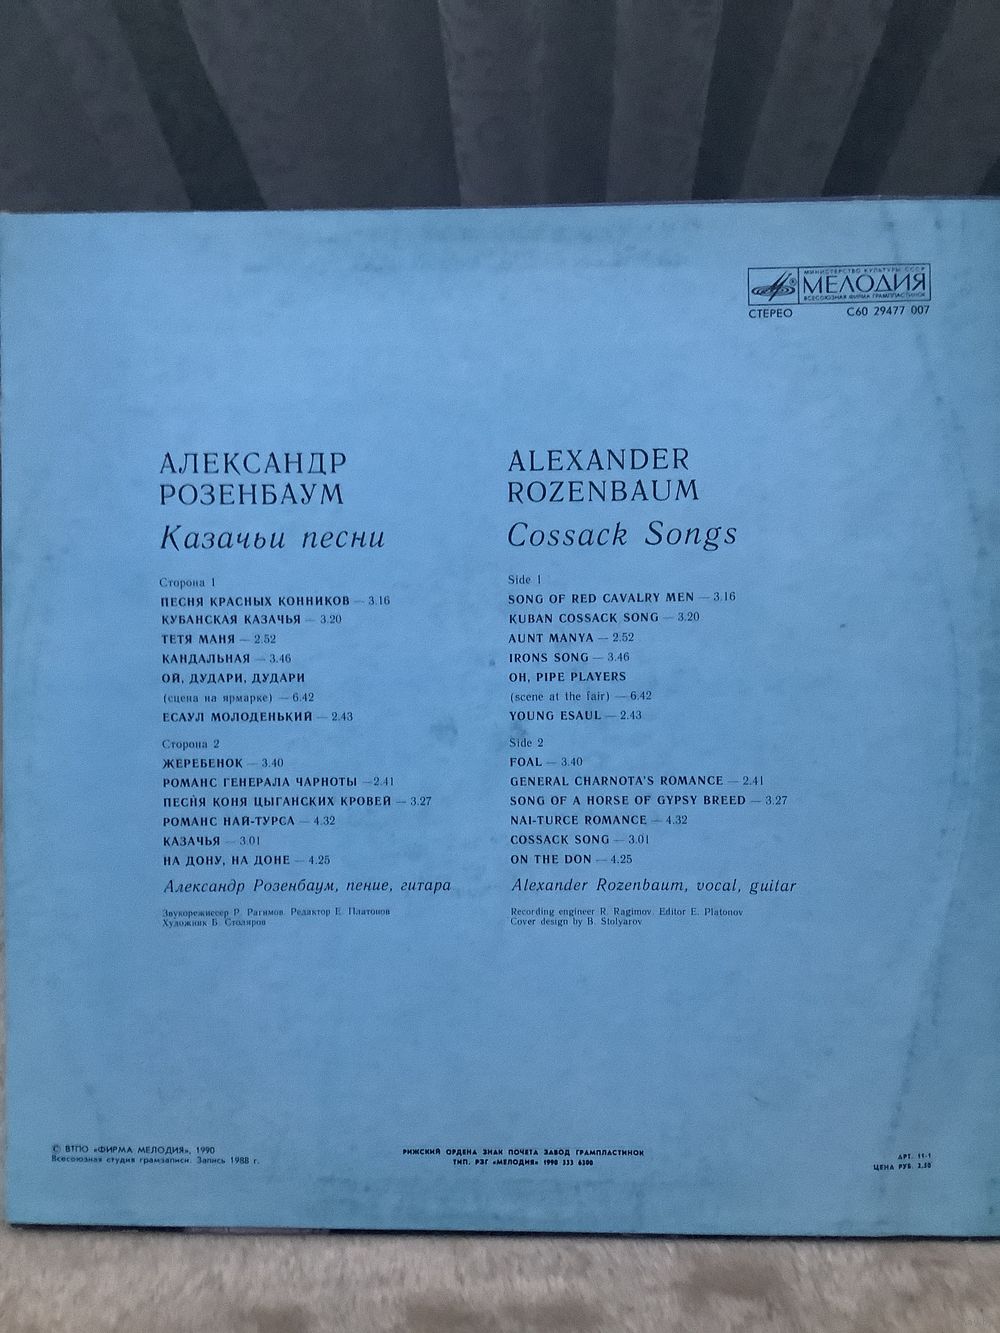 МИНИСТЕРСТВО КУЛЬТУРЫ СССР
МЕЛОДИЯ
ВСЕСОЮЗНАЯ ФИРМА ГРАМПЛАСТИНОК
СТЕРЕО С60 29477 007
АЛЕКСАНДР
РОЗЕНБАУМ
Казачьи песни
Сторона 1
ПЕСНЯ КРАСНЫХ КОННИКОВ — 3.16
КУБАНСКАЯ КАЗАЧЬЯ — 3.20
ТЕТЯ МАНЯ — 2.52
КАНДАЛЬНАЯ — 3.46
ОЙ, ДУДАРИ, ДУДАРИ
(сцена на ярмарке) — 6.42
ЕСАУЛ МОЛОДЕНЬКИЙ — 2.43
Сторона 2
ЖЕРЕБЕНОК — 3.40
РОМАНС ГЕНЕРАЛА ЧАРНОТЫ —2.41
ПЕСНЯ КОНЯ ЦЫГАНСКИХ КРОВЕЙ — 3.27
РОМАНС НАЙ-ТУРСА — 4.32
КАЗАЧЬЯ — 3.01
НА ДОНУ, НА ДОНЕ — 4.25
Александр Розенбаум, пение, гитара
Звукорежиссер Р. Рагимов. Редактор Е. Платонов
Художник Б. Столяров
ALEXANDER
ROZENBAUM
Cossack Songs
Side 1
SONG OF RED CAVALRY MEN — 3.16
KUBAN COSSACK SONG — 3.20
AUNT MANYA — 2.52
IRONS SONG — 3.46
OH, PIPE PLAYERS
(scene at the fair) — 6.42
YOUNG ESAUL — 2.43
Side 2
FOAL — 3.40
GENERAL CHARNOTA'S ROMANCE — 2.41
SONG OF A HORSE OF GYPSY BREED — 3.27
NAI-TURCE ROMANCE — 4.32
COSSACK SONG — 3.01
ON THE DON — 4.25
Alexander Rozenbaum, vocal, guitar
Recording engineer R. Ragimov. Editor E. Platonov
Cover design by B. Stolyarov
© ВТПО «ФИРМА МЕЛОДИЯ», 1990
Всесоюзная студия грамзаписи. Запись 1988 г.
РИЖСКИЙ ОРДЕНА ЗНАК ПОЧЕТА ЗАВОД ГРАМПЛАСТИНОК
ТИП. РЗГ «МЕЛОДИЯ» 1990 333 6300
АРТ. 11-1
ЦЕНА РУБ. 2,50